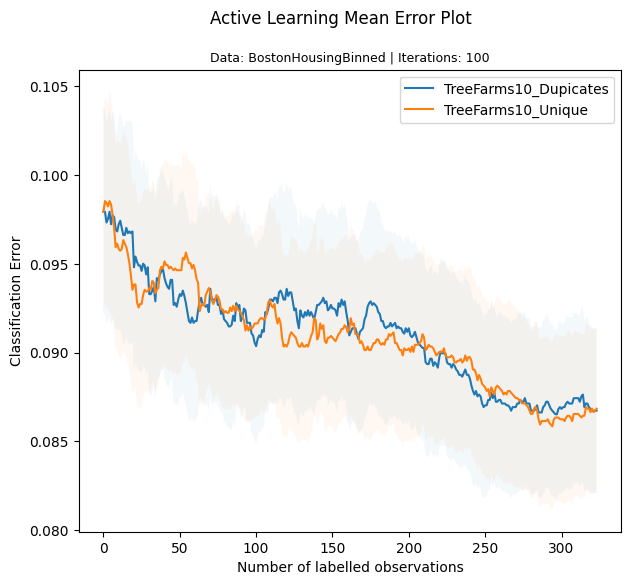 Active Learning Mean Error Plot
Data: BostonHousingBinned | Iterations: 100
TreeFarms10_Dupicates
TreeFarms10_Unique
Classification Error
0.105
0.100
0.095
0.090
0.085
0.080
0 50 100 150 200 250 300
Number of labelled observations